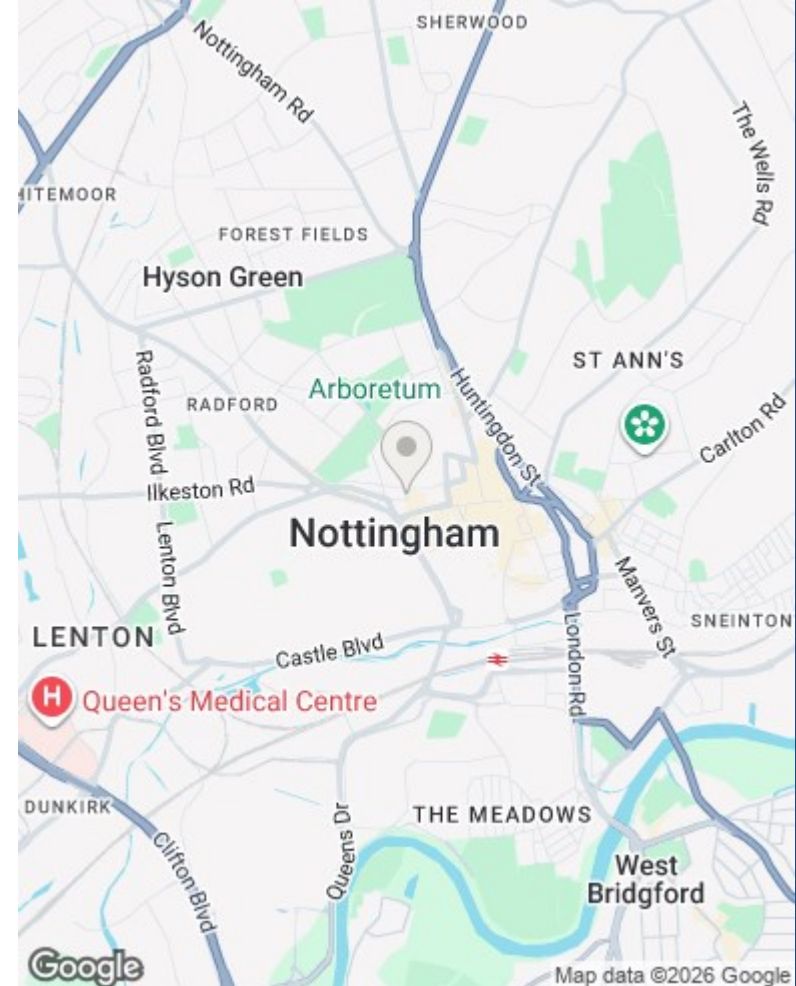 SHERWOOD
Nottingham Rd
The Wells Rd
HITEMOOR
FOREST FIELDS
Hyson Green
ST ANN'S
Arboretum
Huntingdon St
RADFORD
Radford Blvd
Carlton Rd
Ilkeston Rd
Nottingham
Lenton Blvd
Manvers St
SNEINTON
LENTON
Castle Blvd
London Rd
H
Queen's Medical Centre
DUNKIRK
THE MEADOWS
Queens Dr
Clifton Blvd
West
Bridgford
Google
Map data ©2026 Google